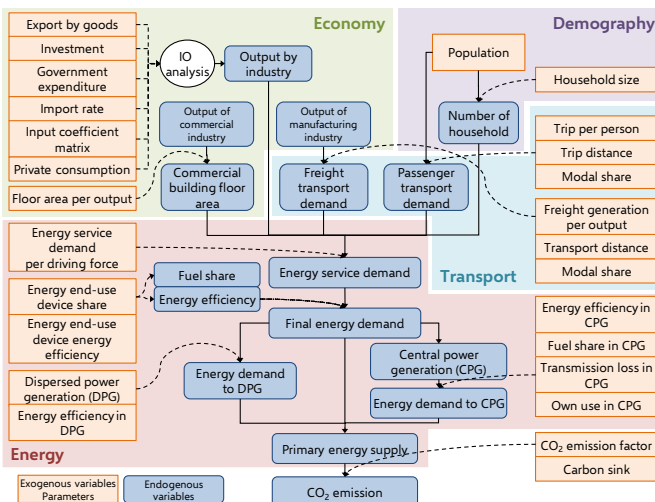 Export by goods
Investment
Government
expenditure
Import rate
Input coefficient
matrix
Private consumption
Floor area per output
IO
analysis
Economy
Output by
industry
Output of
commercial
industry
Output of
manufacturing industry
Commercial
building floor
area
Freight
transport
demand
Passenger
transport
demand
Demography
Population
Household size
Number of
household
Trip per person
Trip distance
Modal share
Freight generation
per output
Transport distance
Modal share
Transport
Energy service
demand
per driving force
Energy end-use
device share
Energy end-use
device energy
efficiency
Fuel share
Energy efficiency
Energy service demand
Final energy demand
Dispersed power
generation (DPG)
Energy efficiency in
DPG
Energy demand
to DPG
Central power
generation (CPG)
Energy demand to CPG
Energy efficiency in
CPG
Fuel share in CPG
Transmission loss in
CPG
Own use in CPG
Energy
Primary energy supply
CO₂ emission factor
Carbon sink
CO₂ emission
Exogenous variables
Parameters
Endogenous
variables